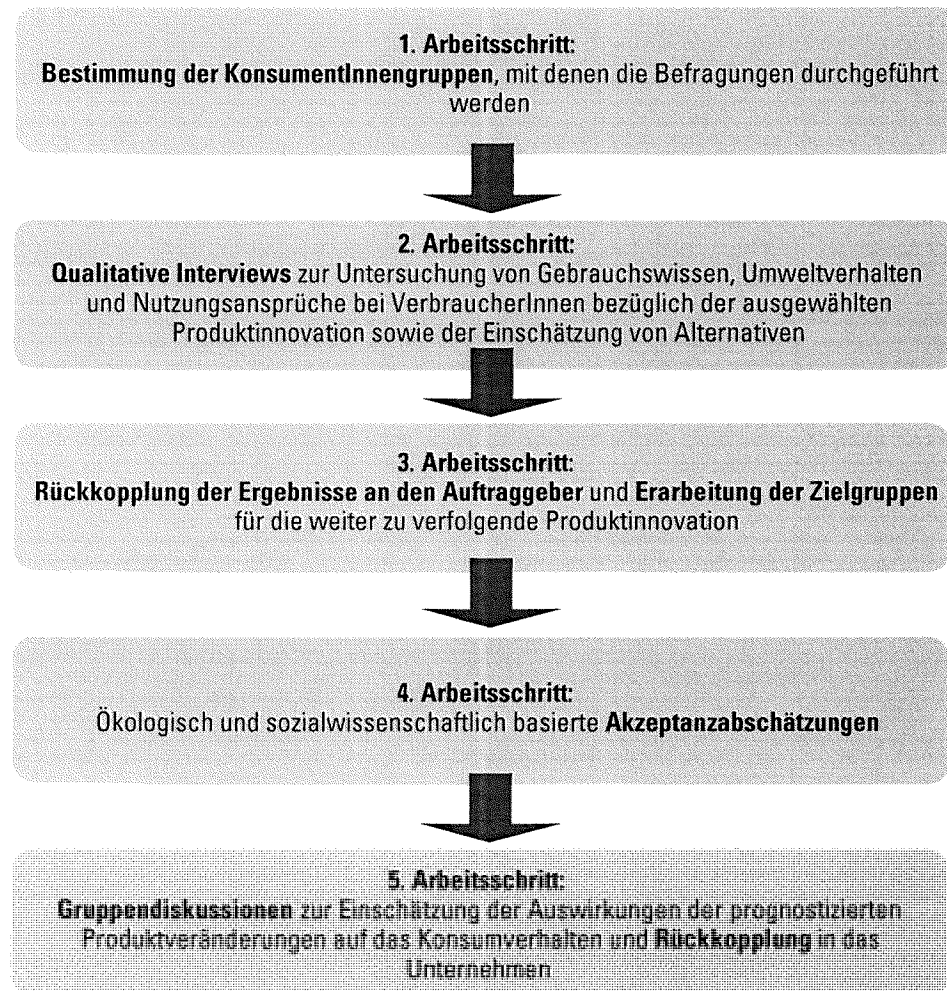 1. Arbeitsschritt:
Bestimmung der KonsumentInnengruppen, mit denen die Befragungen durchgeführt
werden
2. Arbeitsschritt:
Qualitative Interviews zur Untersuchung von Gebrauchswissen, Umweltverhalten
und Nutzungsansprüche bei VerbraucherInnen bezüglich der ausgewählten
Produktinnovation sowie der Einschätzung von Alternativen
3. Arbeitsschritt:
Rückkopplung der Ergebnisse an den Auftraggeber und Erarbeitung der Zielgruppen
für die weiter zu verfolgende Produktinnovation
4. Arbeitsschritt:
Ökologisch und sozialwissenschaftlich basierte Akzeptanzabschätzungen
5. Arbeitsschritt:
Gruppendiskussionen zur Einschätzung der Auswirkungen der prognostizierten
Produktveränderungen auf das Konsumverhalten und Rückkopplung in das
Unternehmen